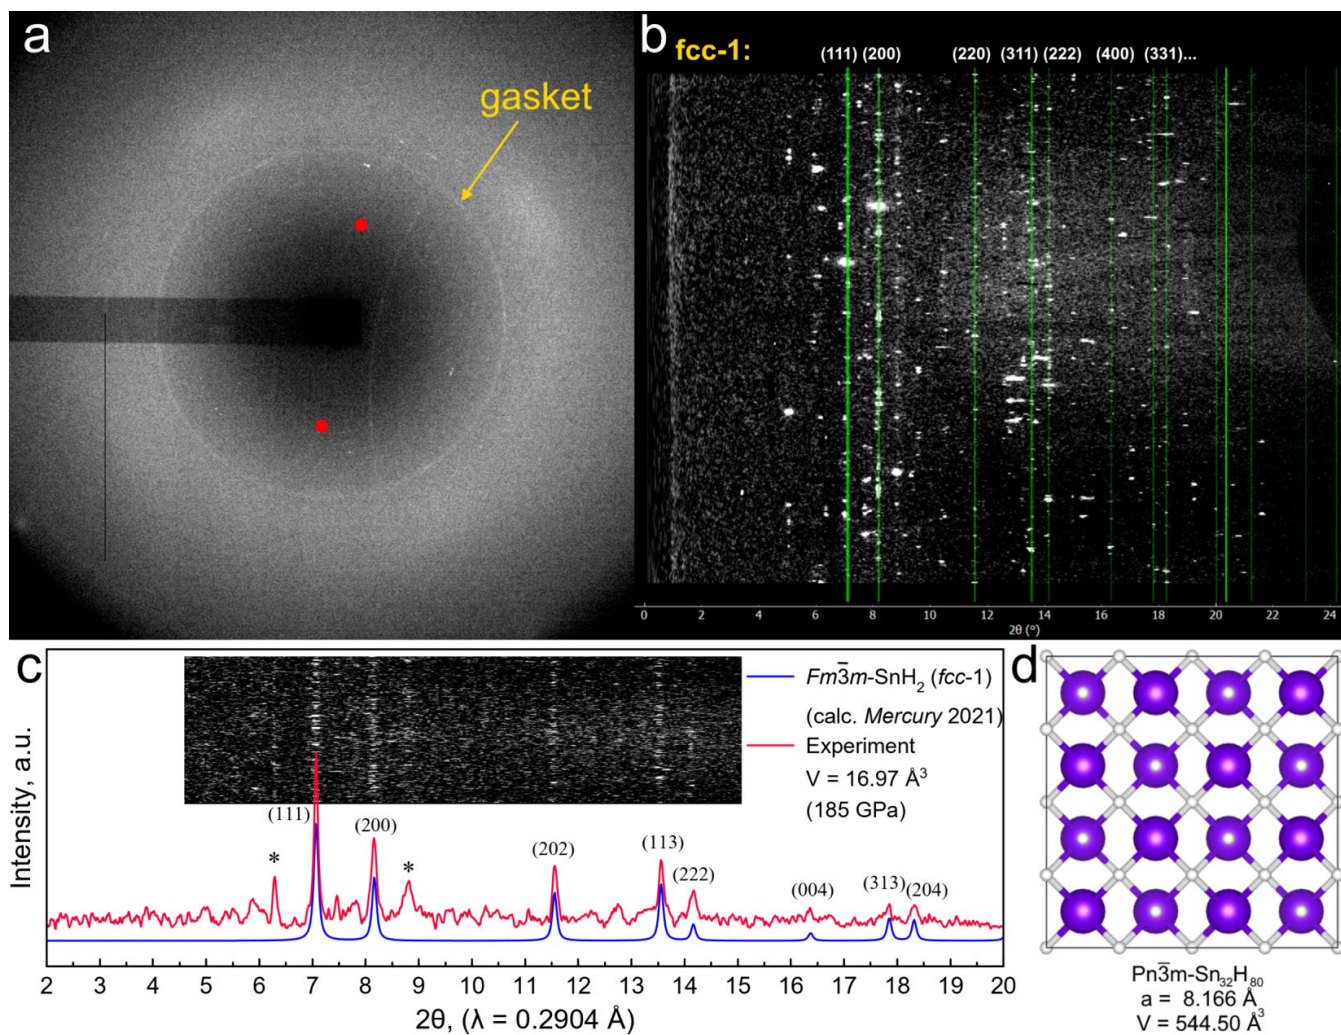 a
gasket
b
fcc-1:
(111) (200) (220) (311) (222) (400) (331)...
0 2 4 6 8 10 12 14 16 18 20 22 24
2θ (°)
c
Intensity, a.u.
*
(111)
(200)
*
(202)
(113)
(222)
(004)
(313)
(204)
Fm3̅m-SnH₂ (fcc-1)
(calc. Mercury 2021)
Experiment
V = 16.97 Å³
(185 GPa)
2 3 4 5 6 7 8 9 10 11 12 13 14 15 16 17 18 19 20
2θ, (λ = 0.2904 Å)
d
Pn3̅m-Sn₃₂H₈₀
a = 8.166 Å
V = 544.50 Å³